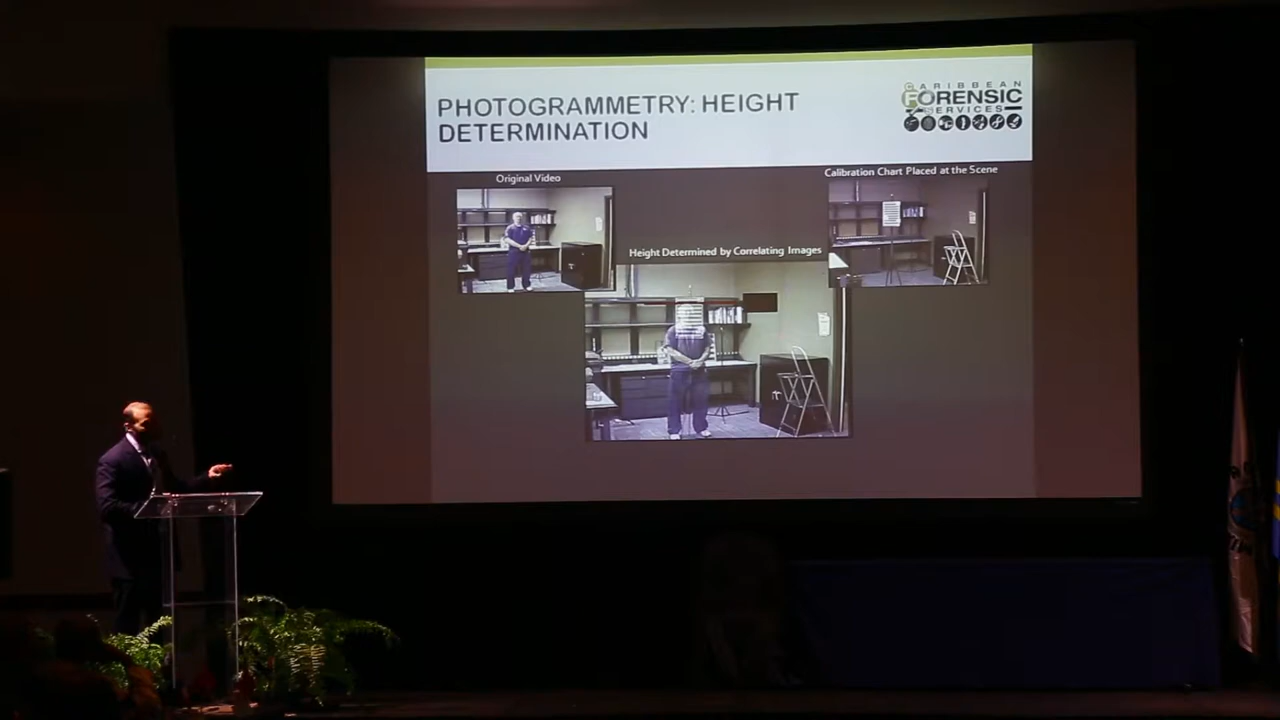 PHOTOGRAMMETRY: HEIGHT
DETERMINATION
CARIBBEAN
FORENSIC
SERVICES
Original Video
Calibration Chart Placed at the Scene
Height Determined by Correlating Images